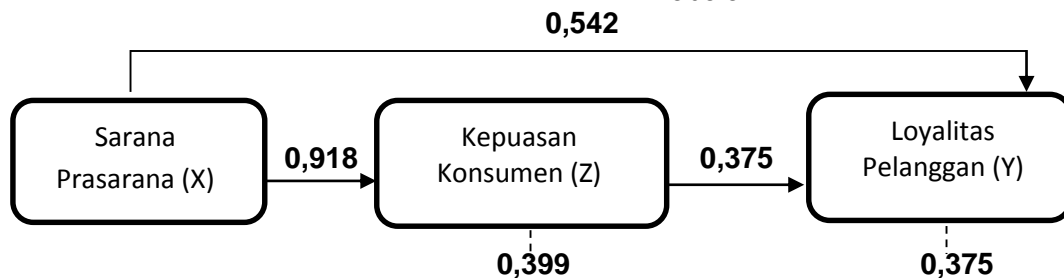 0,542
Sarana
Prasarana (X)
0,918
Kepuasan
Konsumen (Z)
0,375
Loyalitas
Pelanggan (Y)
0,399
0,375